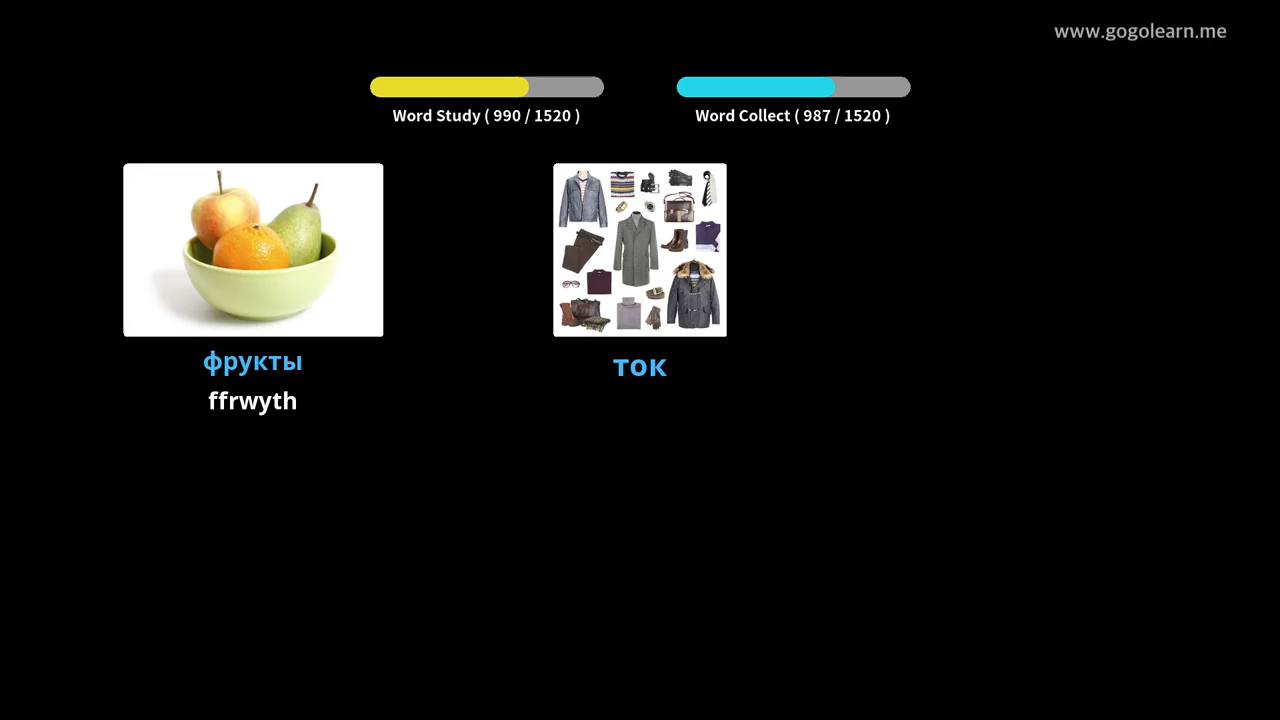 www.gogolearn.me
Word Study ( 990 / 1520 )
Word Collect ( 987 / 1520 )
фрукты
ffrwyth
ток